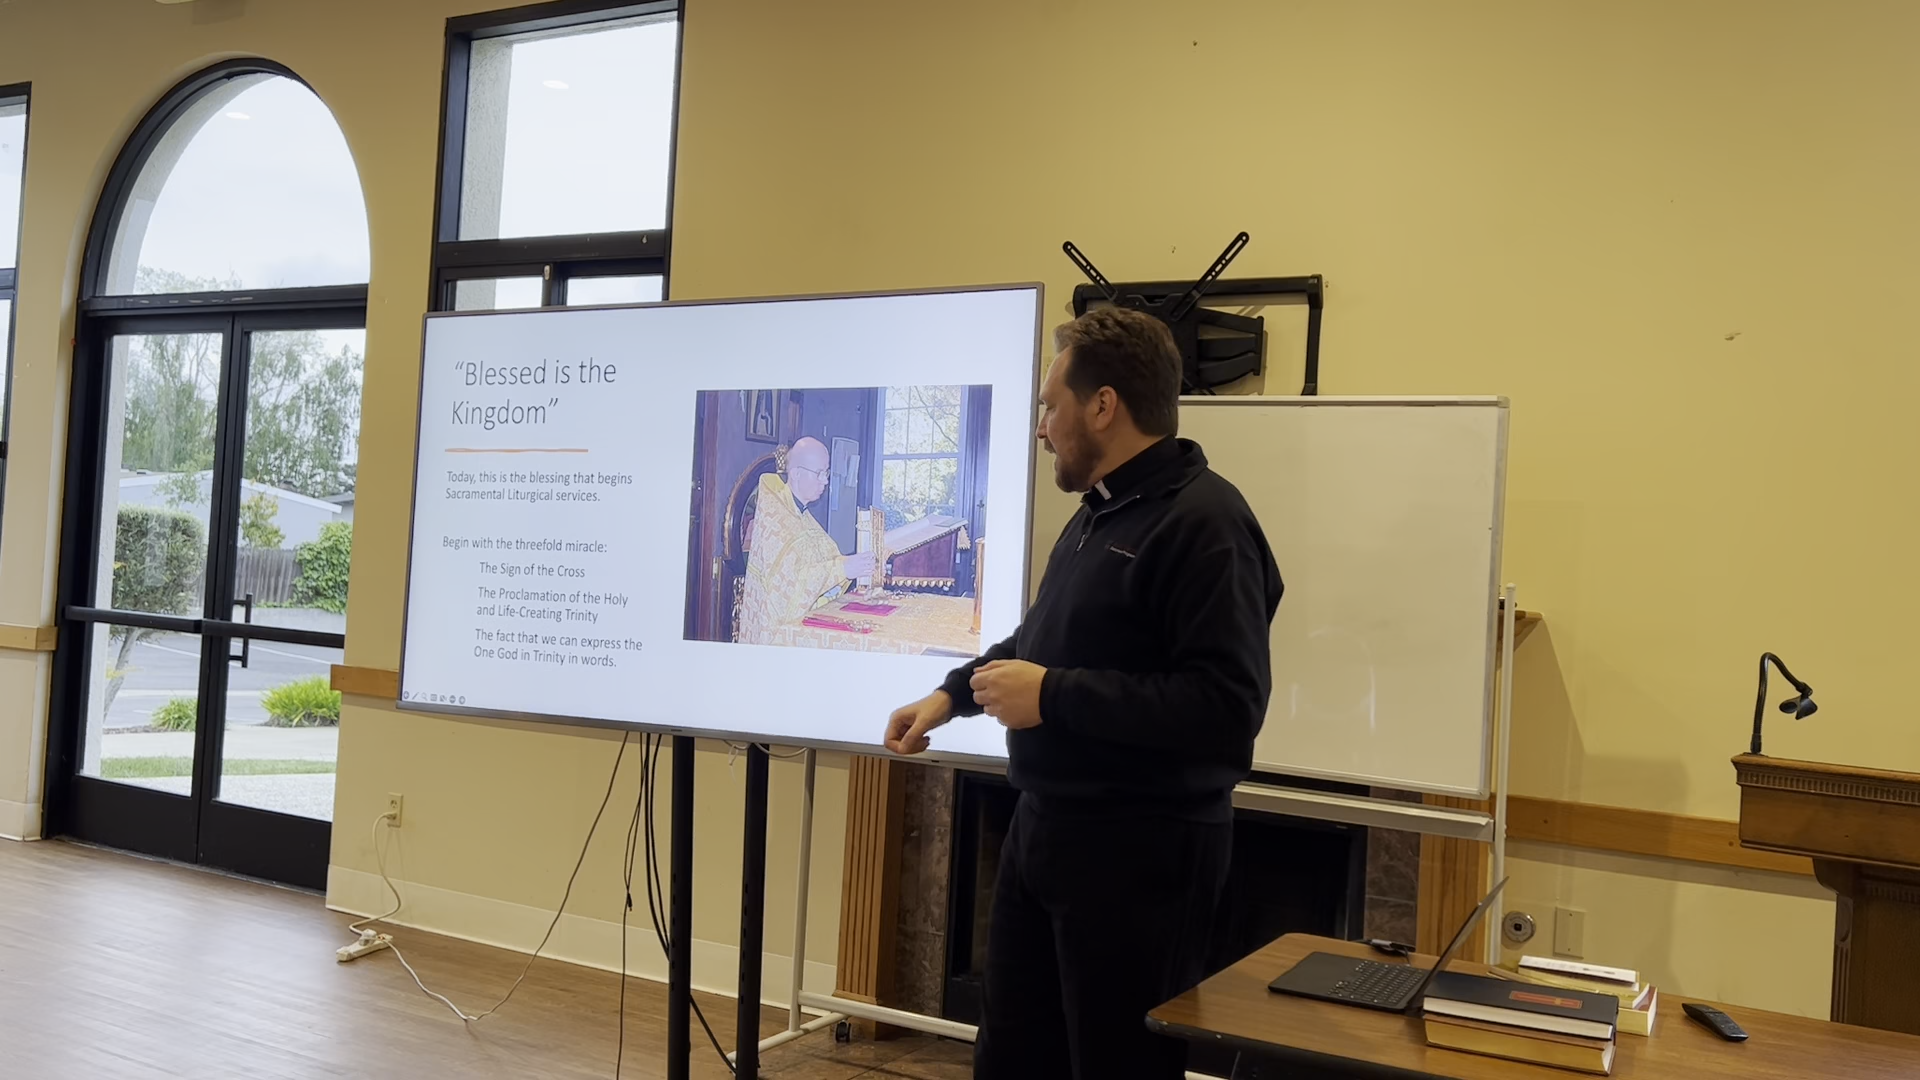 “Blessed is the
Kingdom”
Today, this is the blessing that begins
Sacramental Liturgical services.
Begin with the threefold miracle:
The Sign of the Cross
The Proclamation of the Holy
and Life-Creating Trinity
The fact that we can express the
One God in Trinity in words.